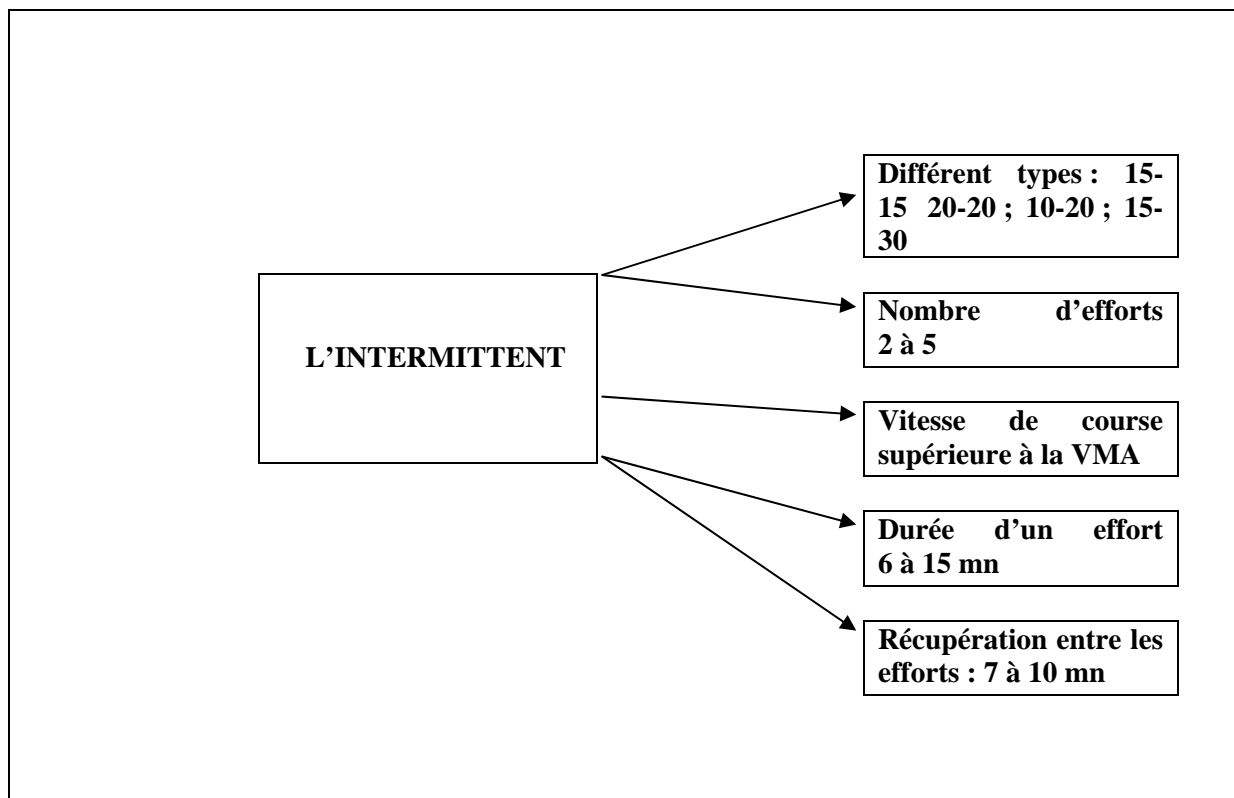 Différent types : 15-
15 20-20 ; 10-20 ; 15-
30
Nombre d'efforts
2 à 5
L'INTERMITTENT
Vitesse de course
supérieure à la VMA
Durée d'un effort
6 à 15 mn
Récupération entre les
efforts : 7 à 10 mn